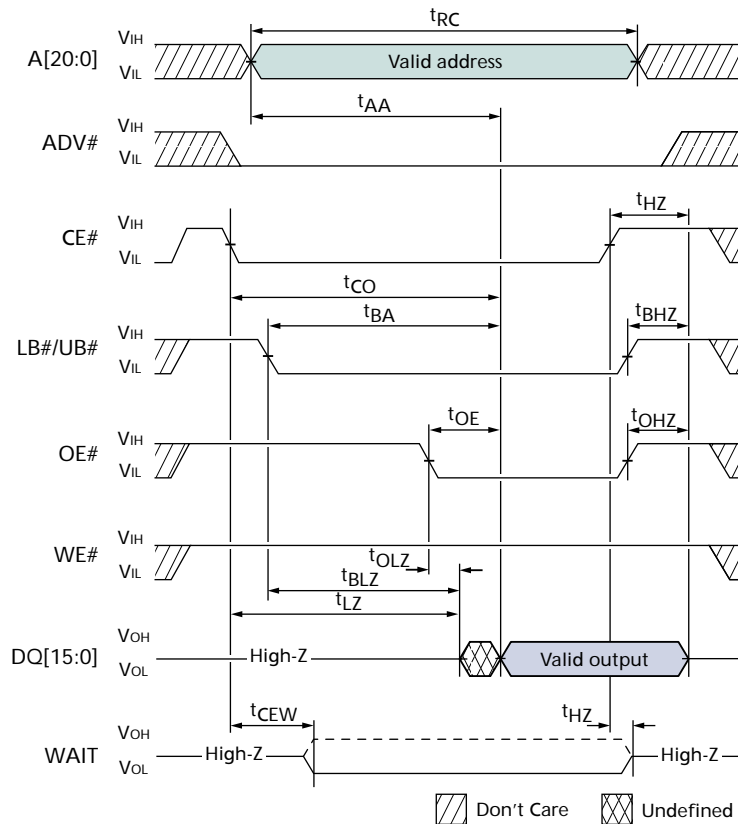 tRC
A[20:0] VIH VIL Valid address
tAA
ADV# VIH VIL
tHZ
CE# VIH VIL
tCO
tBA tBHZ
LB#/UB# VIH VIL
tOE tOHZ
OE# VIH VIL
WE# VIH VIL
tOLZ
tBLZ
tLZ
DQ[15:0] VOH VOL High-Z Valid output
tCEW tHZ
WAIT VOH VOL High-Z High-Z
Don't Care Undefined